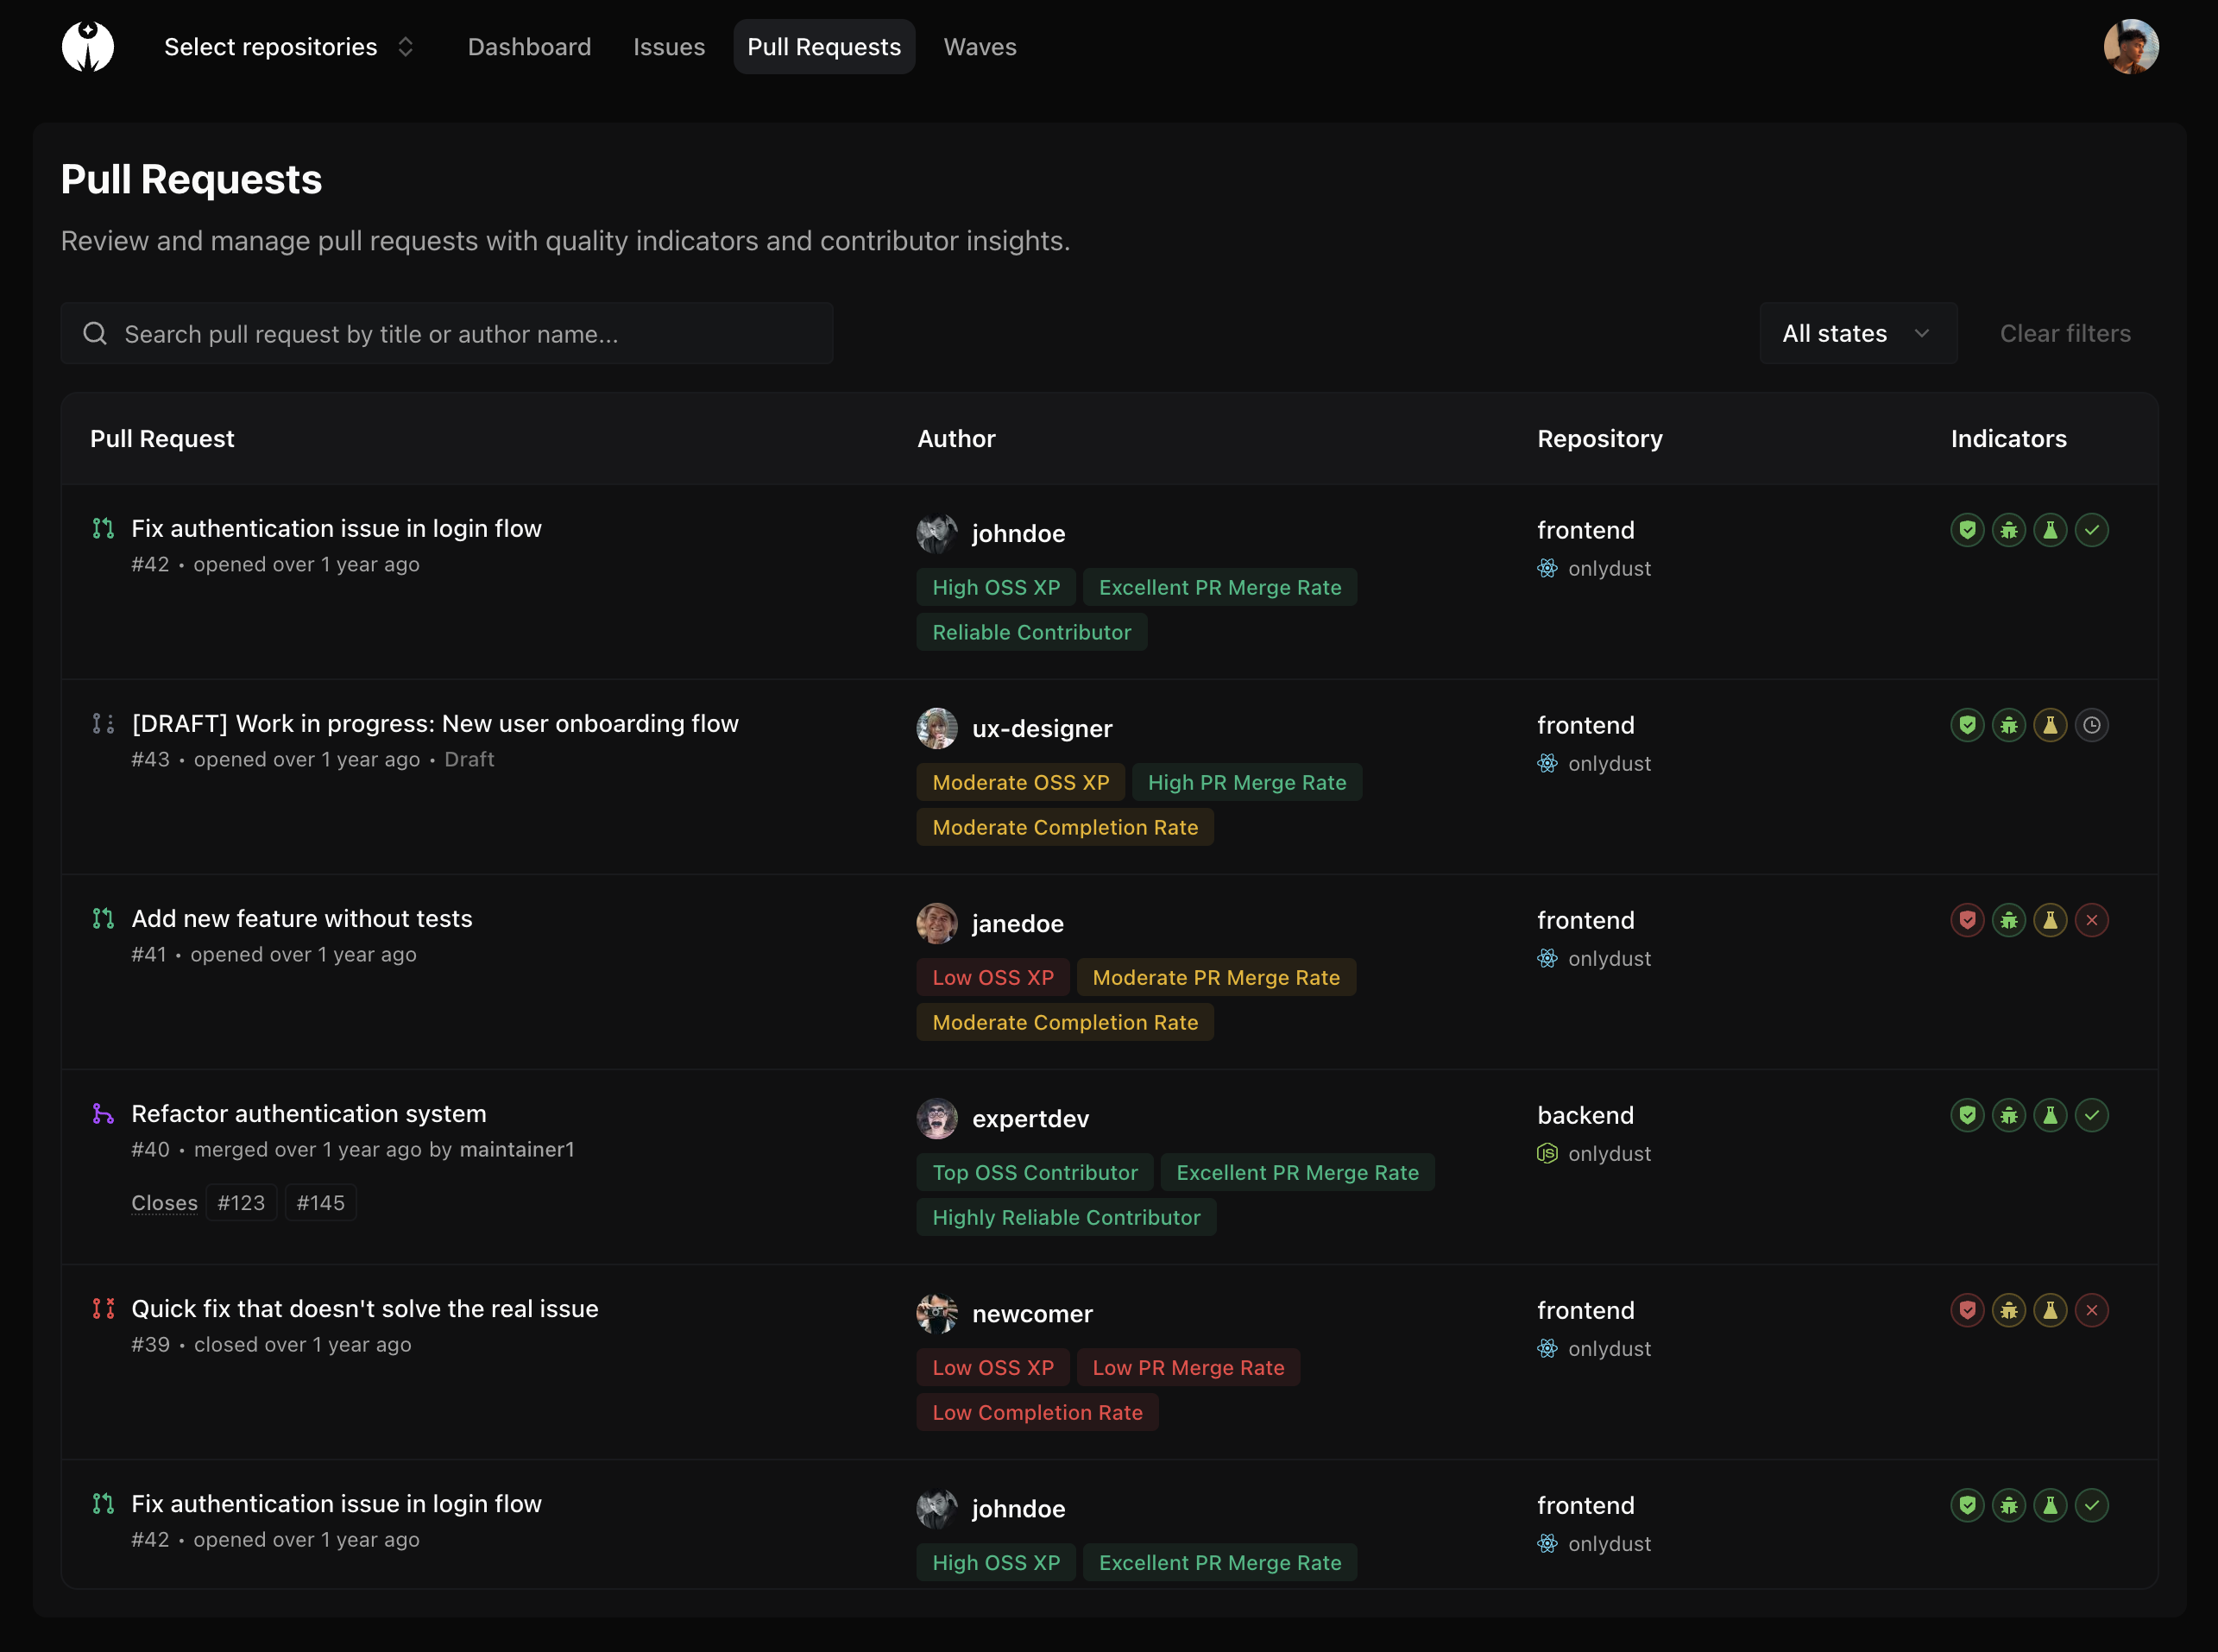 Select repositories Dashboard Issues Pull Requests Waves
Pull Requests
Review and manage pull requests with quality indicators and contributor insights.
Search pull request by title or author name... All states Clear filters
Pull Request Author Repository Indicators
Fix authentication issue in login flow johndoe frontend
#42 • opened over 1 year ago onlydust
High OSS XP Excellent PR Merge Rate
Reliable Contributor
[DRAFT] Work in progress: New user onboarding flow ux-designer frontend
#43 • opened over 1 year ago • Draft onlydust
Moderate OSS XP High PR Merge Rate
Moderate Completion Rate
Add new feature without tests janedoe frontend
#41 • opened over 1 year ago onlydust
Low OSS XP Moderate PR Merge Rate
Moderate Completion Rate
Refactor authentication system expertdev backend
#40 • merged over 1 year ago by maintainer1 JS onlydust
Top OSS Contributor Excellent PR Merge Rate
Closes #123 #145 Highly Reliable Contributor
Quick fix that doesn't solve the real issue newcomer frontend
#39 • closed over 1 year ago onlydust
Low OSS XP Low PR Merge Rate
Low Completion Rate
Fix authentication issue in login flow johndoe frontend
#42 • opened over 1 year ago onlydust
High OSS XP Excellent PR Merge Rate